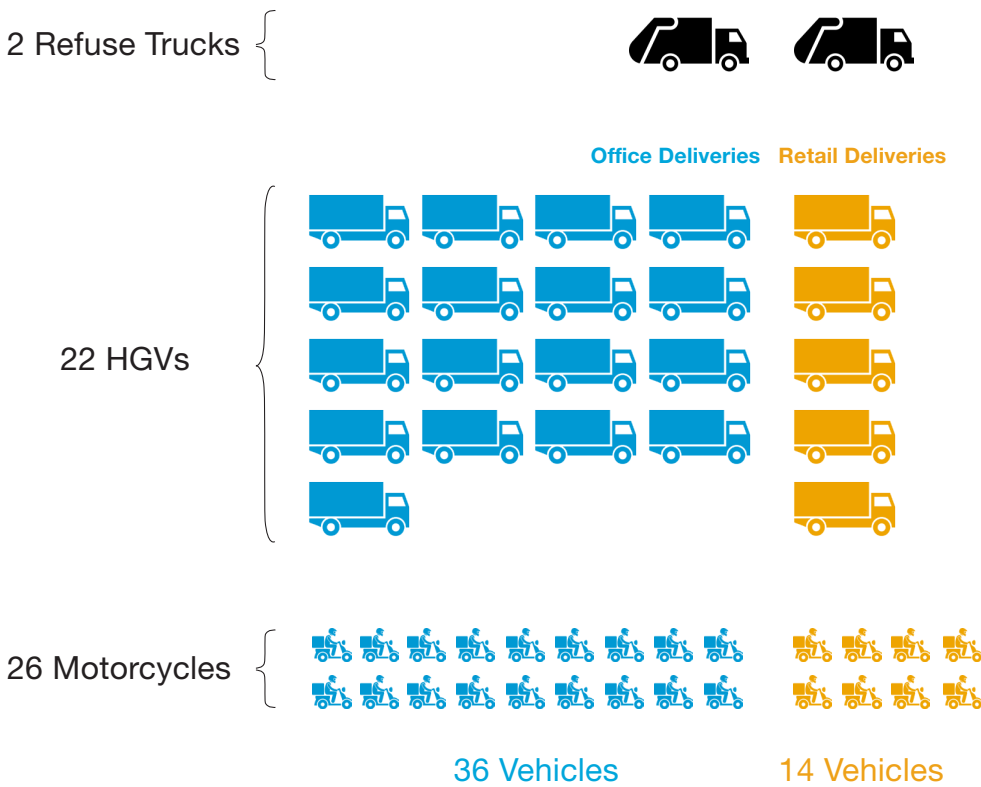 2 Refuse Trucks
Office Deliveries
Retail Deliveries
22 HGVs
26 Motorcycles
36 Vehicles
14 Vehicles